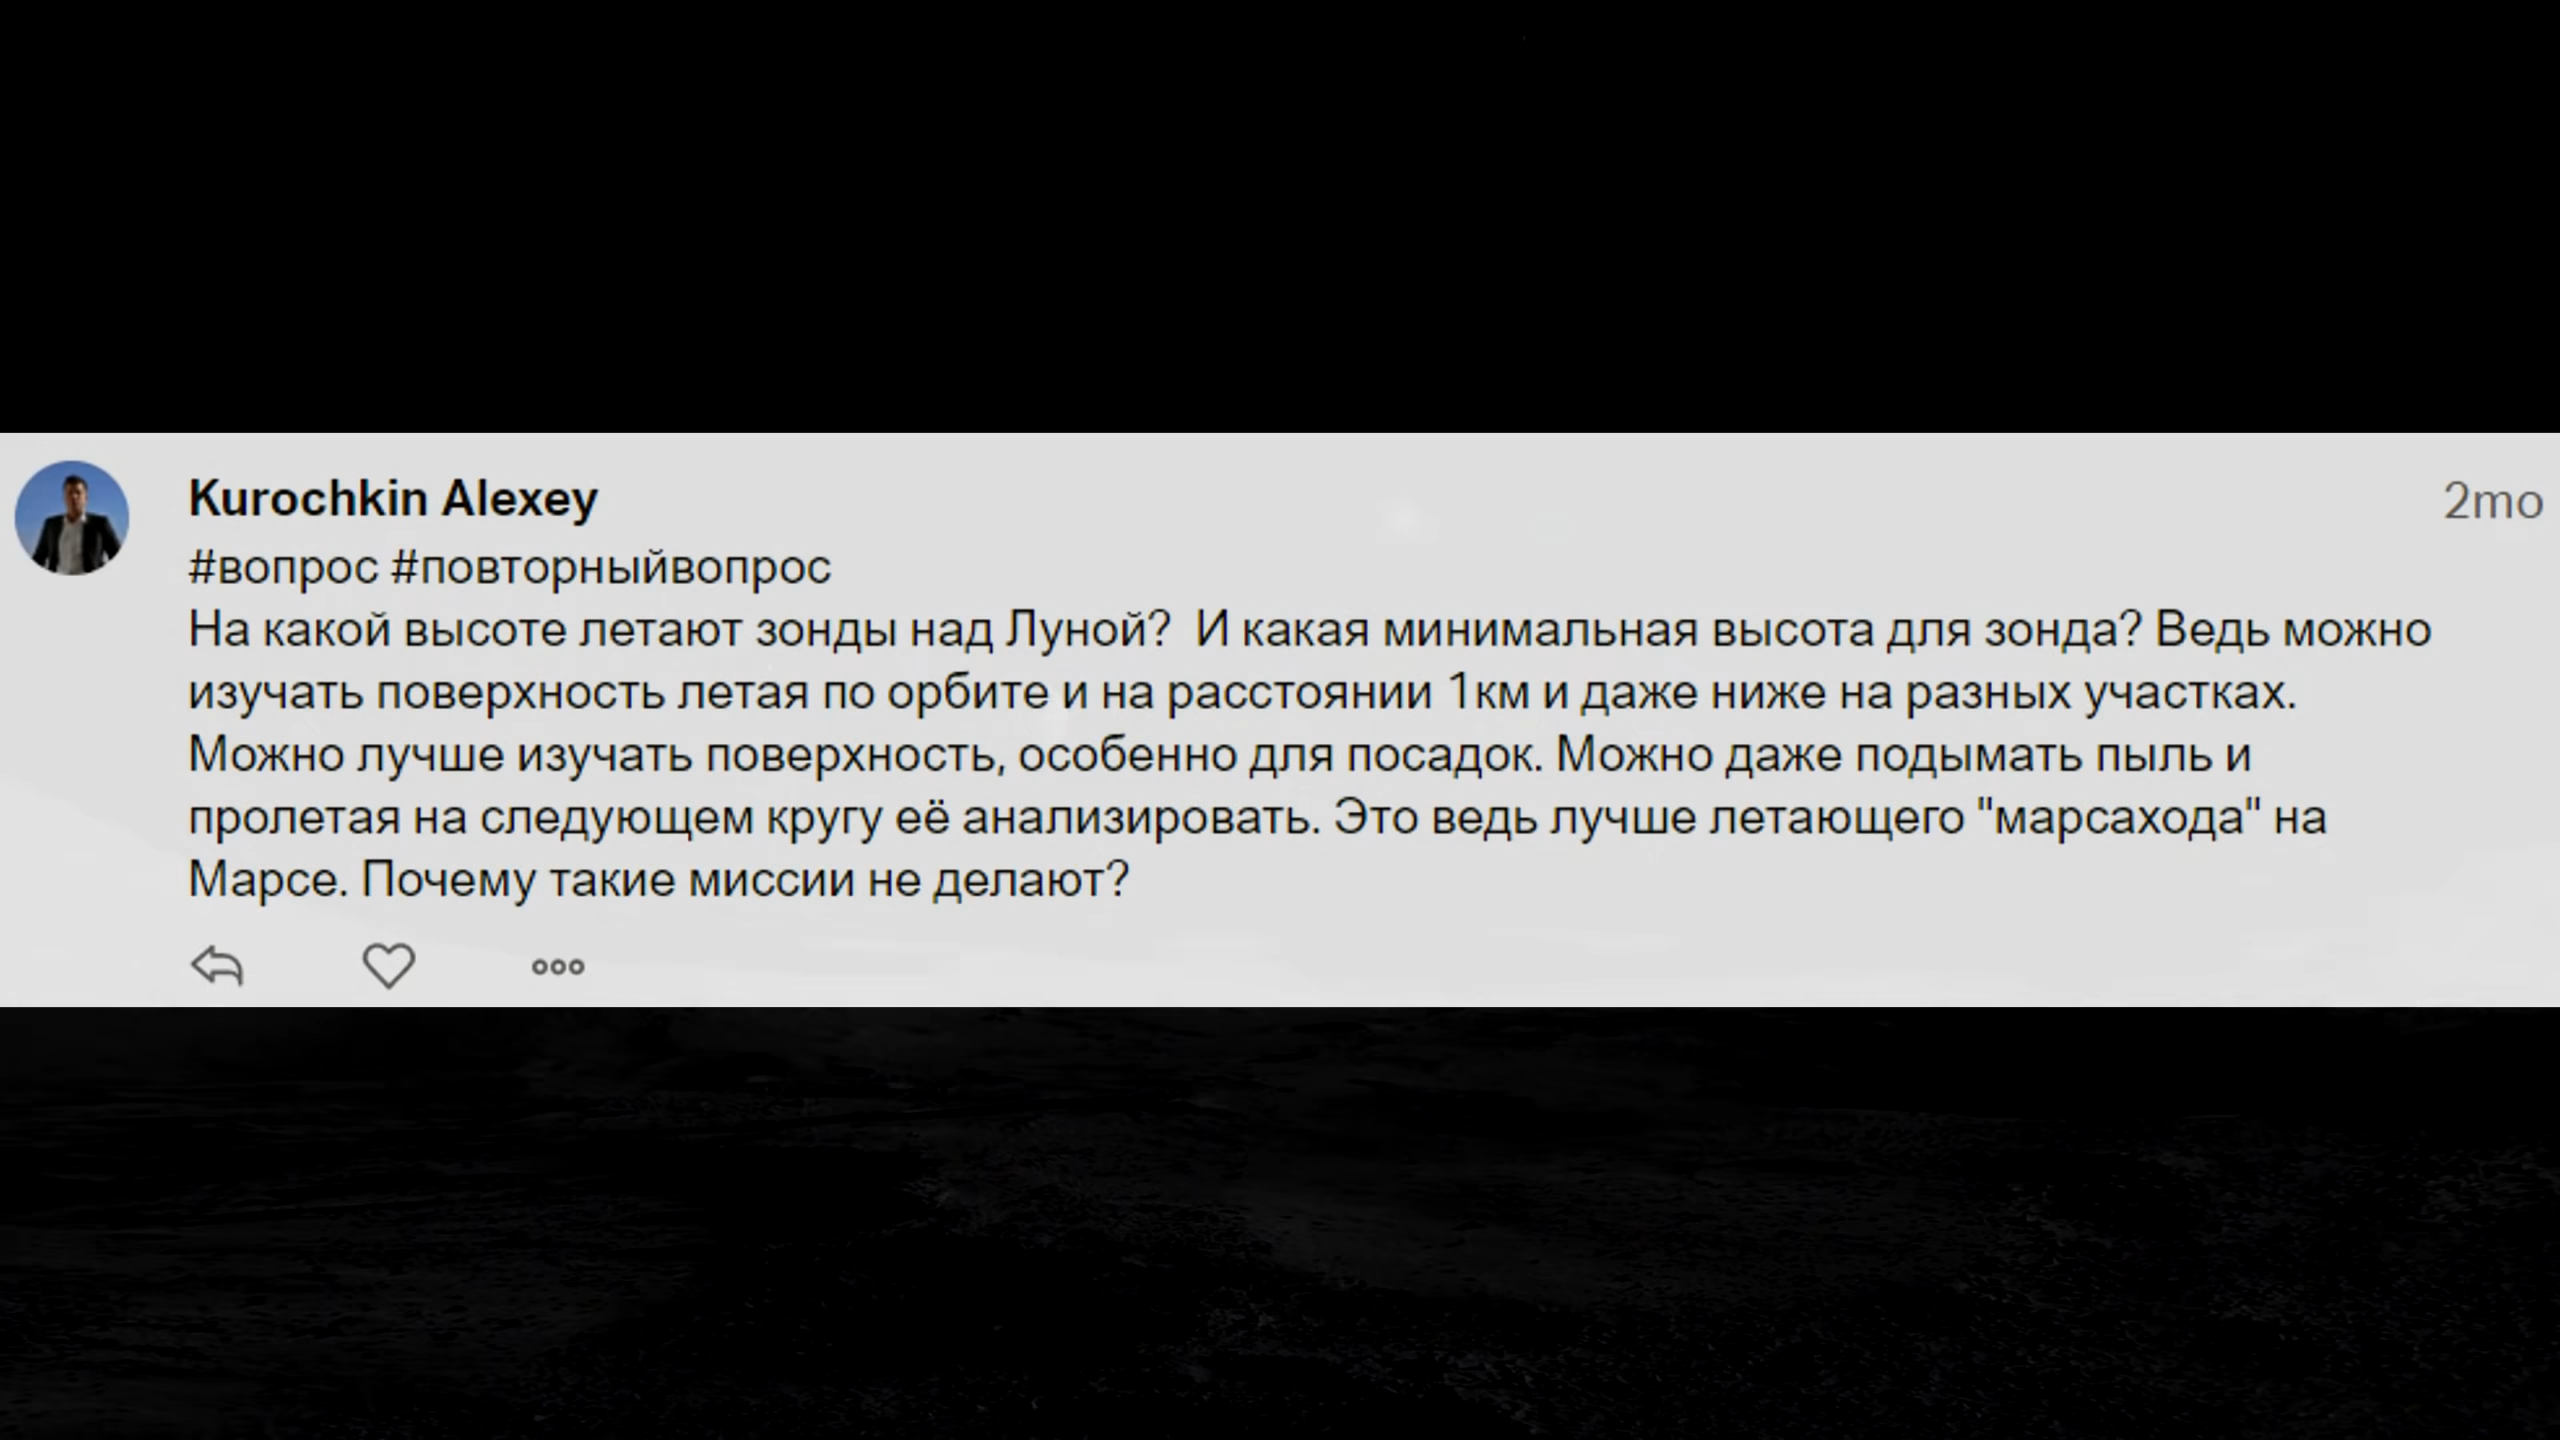 Kurochkin Alexey
2mo
#вопрос #повторныйвопрос
На какой высоте летают зонды над Луной?  И какая минимальная высота для зонда? Ведь можно
изучать поверхность летая по орбите и на расстоянии 1км и даже ниже на разных участках.
Можно лучше изучать поверхность, особенно для посадок. Можно даже подымать пыль и
пролетая на следующем кругу её анализировать. Это ведь лучше летающего "марсахода" на
Марсе. Почему такие миссии не делают?